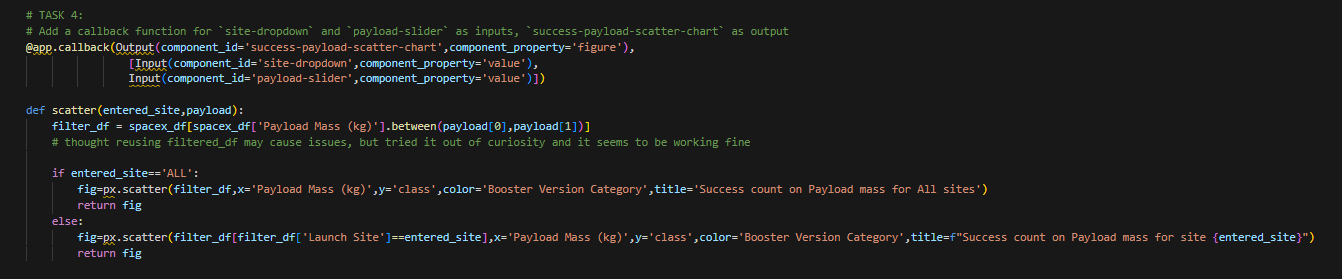 # TASK 4:
# Add a callback function for `site-dropdown` and `payload-slider` as inputs, `success-payload-scatter-chart` as output
@app.callback(Output(component_id='success-payload-scatter-chart',component_property='figure'),
[Input(component_id='site-dropdown',component_property='value'),
Input(component_id='payload-slider',component_property='value')])
def scatter(entered_site,payload):
filter_df = spacex_df[spacex_df['Payload Mass (kg)'].between(payload[0],payload[1])]
# thought reusing filtered_df may cause issues, but tried it out of curiosity and it seems to be working fine
if entered_site=='ALL':
fig=px.scatter(filter_df,x='Payload Mass (kg)',y='class',color='Booster Version Category',title='Success count on Payload mass for All sites')
return fig
else:
fig=px.scatter(filter_df[filter_df['Launch Site']==entered_site],x='Payload Mass (kg)',y='class',color='Booster Version Category',title=f"Success count on Payload mass for site {entered_site}")
return fig